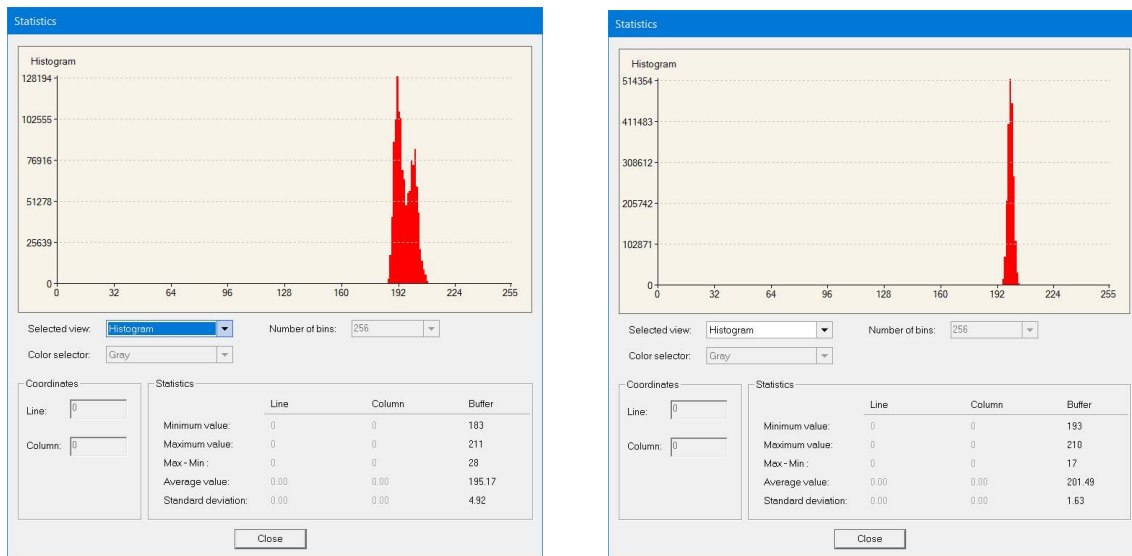 Statistics
Histogram
128194
102555
76916
51278
25639
0
0 32 64 96 128 160 192 224 255
Selected view: Histogram Number of bins: 256
Color selector: Gray
Coordinates
Line: 0
Column: 0
Statistics
Line Column Buffer
Minimum value: 0 0 183
Maximum value: 0 0 211
Max - Min : 0 0 28
Average value: 0.00 0.00 195.17
Standard deviation: 0.00 0.00 4.92
Close
Statistics
Histogram
514354
411483
308612
205742
102871
0
0 32 64 96 128 160 192 224 255
Selected view: Histogram Number of bins: 256
Color selector: Gray
Coordinates
Line: 0
Column: 0
Statistics
Line Column Buffer
Minimum value: 0 0 193
Maximum value: 0 0 210
Max - Min : 0 0 17
Average value: 0.00 0.00 201.49
Standard deviation: 0.00 0.00 1.63
Close